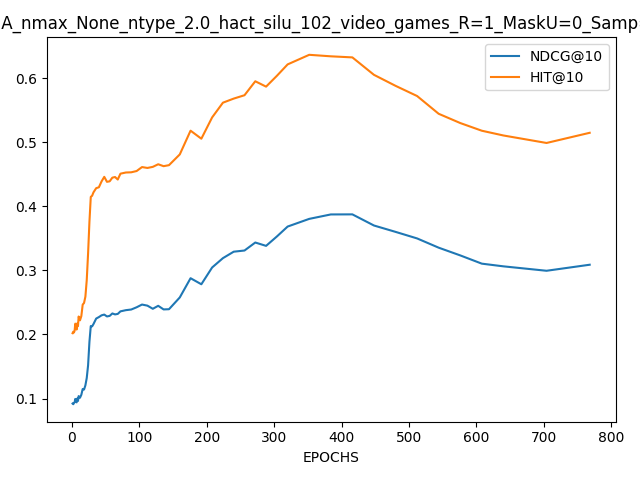 A_nmax_None_ntype_2.0_hact_silu_102_video_games_R=1_MaskU=0_Samp
NDCG@10
HIT@10
0.6
0.5
0.4
0.3
0.2
0.1
0 100 200 300 400 500 600 700 800
EPOCHS